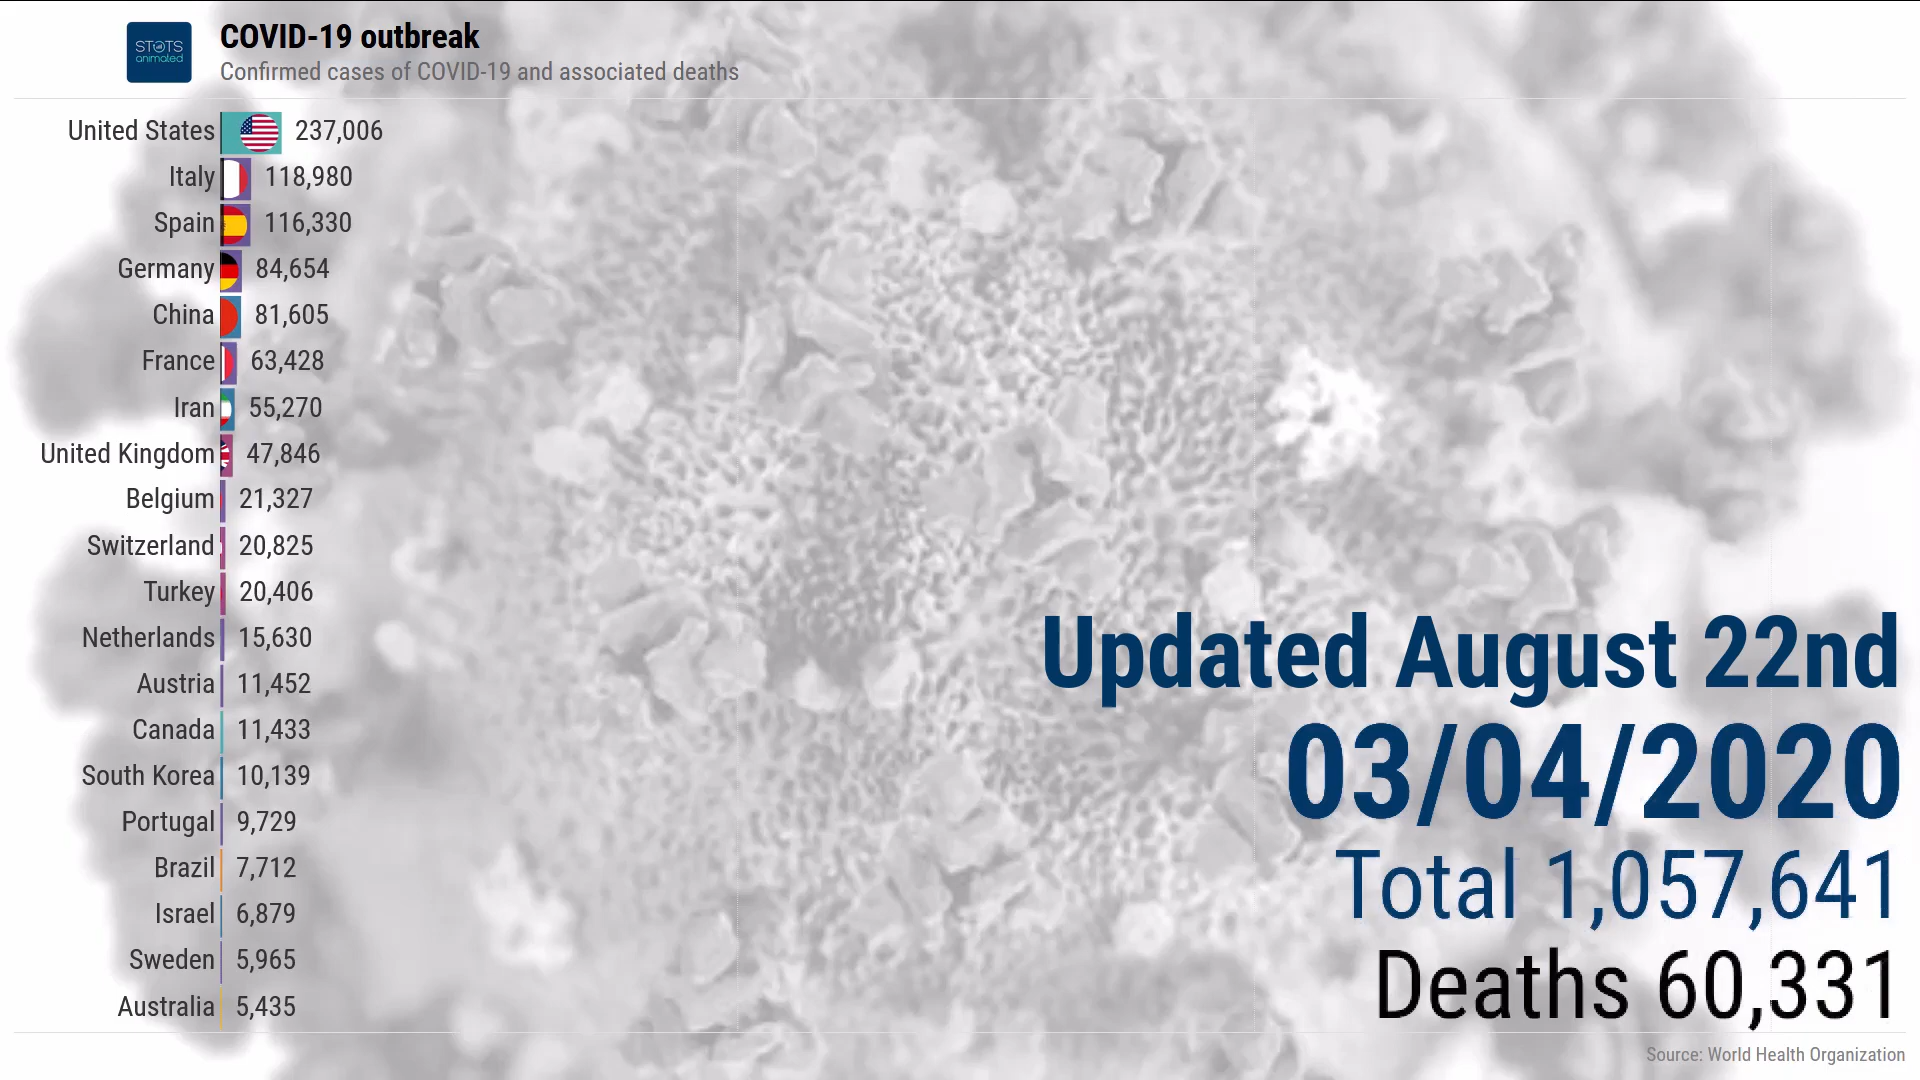 STATS
animated
COVID-19 outbreak
Confirmed cases of COVID-19 and associated deaths
United States 237,006
Italy 118,980
Spain 116,330
Germany 84,654
China 81,605
France 63,428
Iran 55,270
United Kingdom 47,846
Belgium 21,327
Switzerland 20,825
Turkey 20,406
Netherlands 15,630
Austria 11,452
Canada 11,433
South Korea 10,139
Portugal 9,729
Brazil 7,712
Israel 6,879
Sweden 5,965
Australia 5,435
Updated August 22nd
03/04/2020
Total 1,057,641
Deaths 60,331
Source: World Health Organization